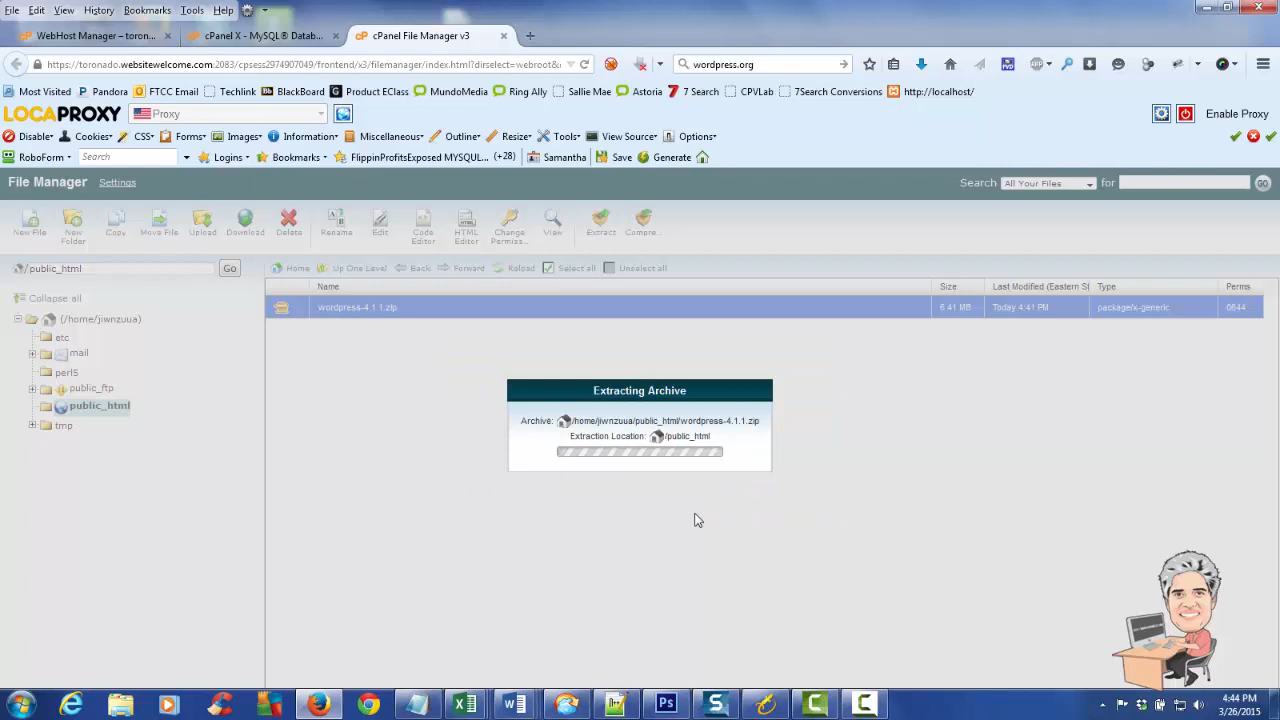 File Edit View History Bookmarks Tools Help
WebHost Manager – toron... × cPanel X - MySQL® Datab... × cPanel File Manager v3 ×
https://toronado.websitewelcome.com:2083/cpsess2974907049/frontend/x3/filemanager/index.html?dirselect=webroot& wordpress.org
Most Visited Pandora FTCC Email Techlink BlackBoard Product EClass MundoMedia Ring Ally Sallie Mae Astoria 7 Search CPVLab 7Search Conversions http://localhost/
LOCAPROXY Proxy Enable Proxy
Disable Cookies CSS Forms Images Information Miscellaneous Outline Resize Tools View Source Options
RoboForm Search Logins Bookmarks FlippinProfitsExposed MYSQL... (+28) Samantha Save Generate
File Manager Settings Search All Your Files for GO
New File New Folder Copy Move File Upload Download Delete Rename Edit Code Editor HTML Editor Change Permiss... View Extract Compre...
/public_html Go Home Up One Level Back Forward Reload Select all Unselect all
Collapse all Name Size Last Modified (Eastern St Type Perms
wordpress-4.1.1.zip 6.41 MB Today 4:41 PM package/x-generic 0644
(/home/jiwnzuua)
etc
mail
perl5
public_ftp
public_html
tmp
Extracting Archive
Archive: /home/jiwnzuua/public_html/wordpress-4.1.1.zip
Extraction Location: /public_html
4:44 PM
3/26/2015